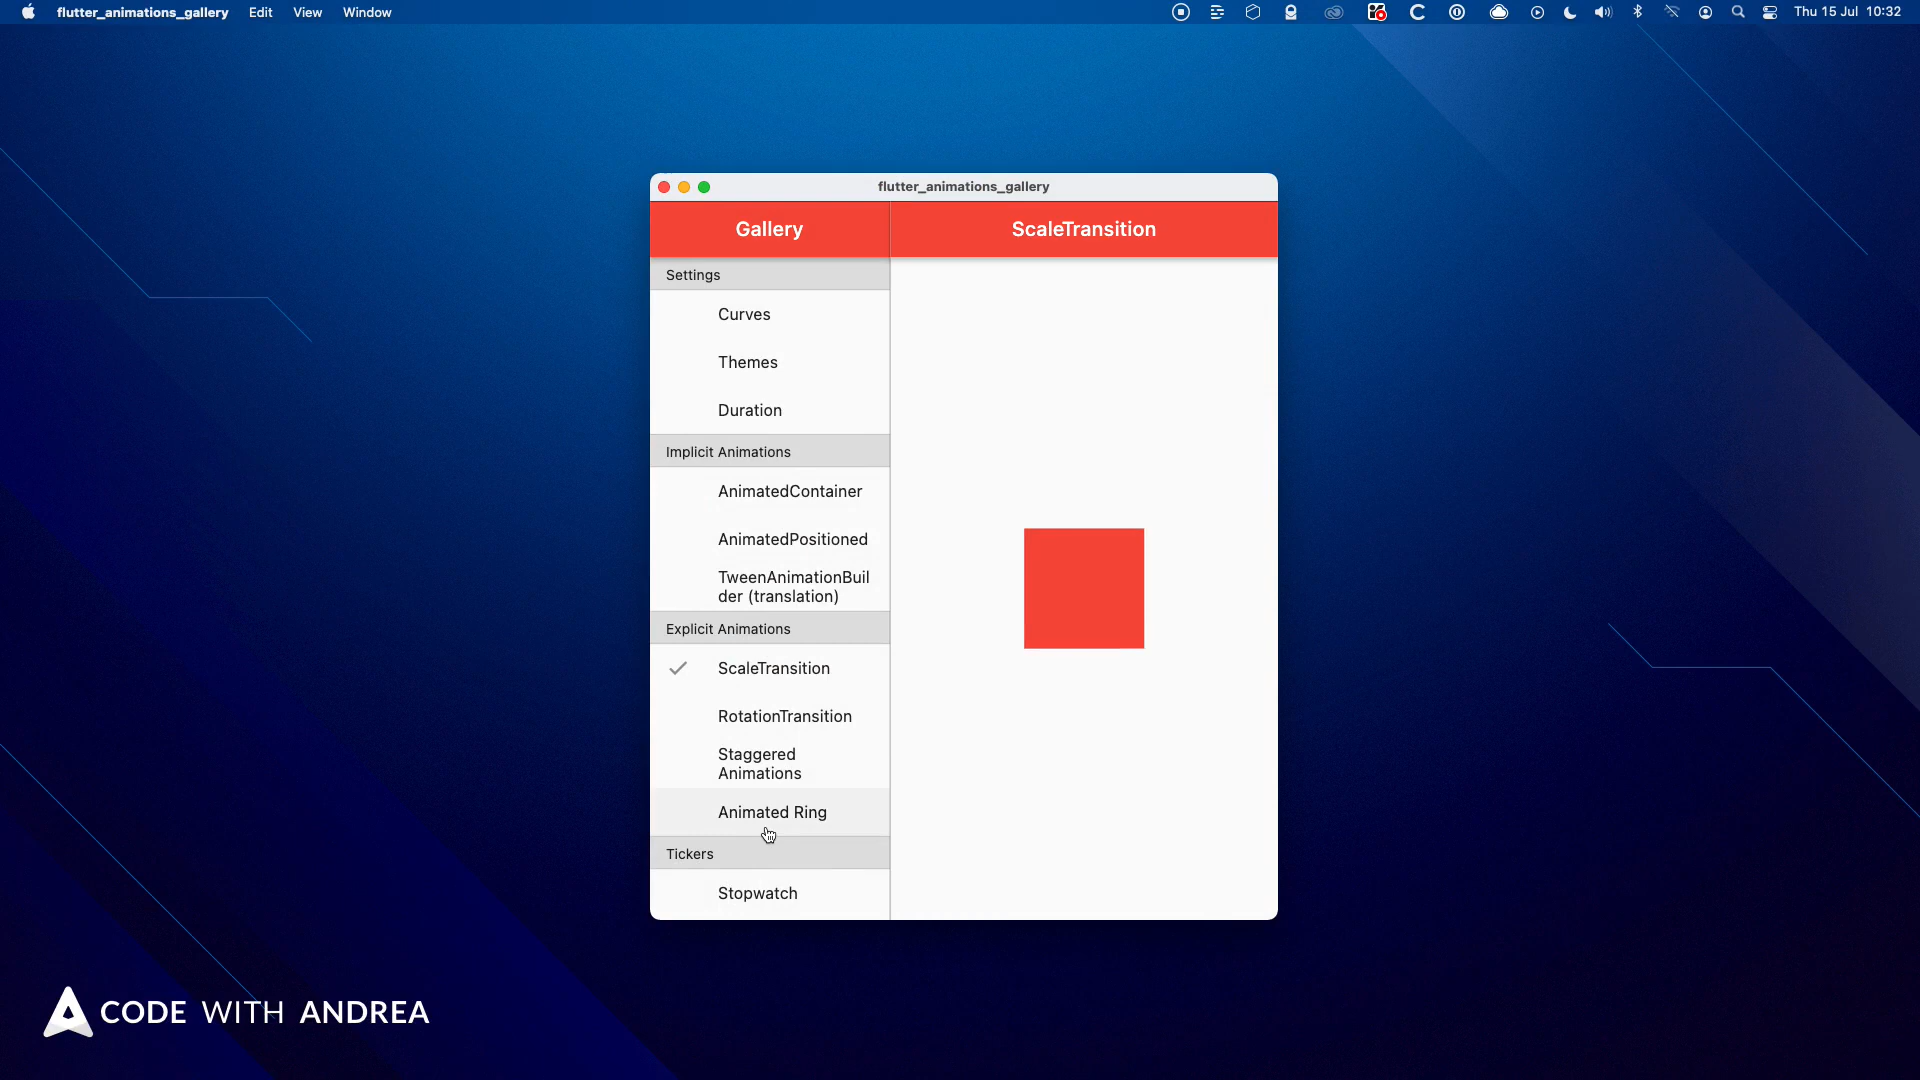 flutter_animations_gallery Edit View Window Thu 15 Jul 10:32
flutter_animations_gallery
Gallery
ScaleTransition
Settings
Curves
Themes
Duration
Implicit Animations
AnimatedContainer
AnimatedPositioned
TweenAnimationBuil
der (translation)
Explicit Animations
ScaleTransition
RotationTransition
Staggered
Animations
Animated Ring
Tickers
Stopwatch
CODE WITH ANDREA